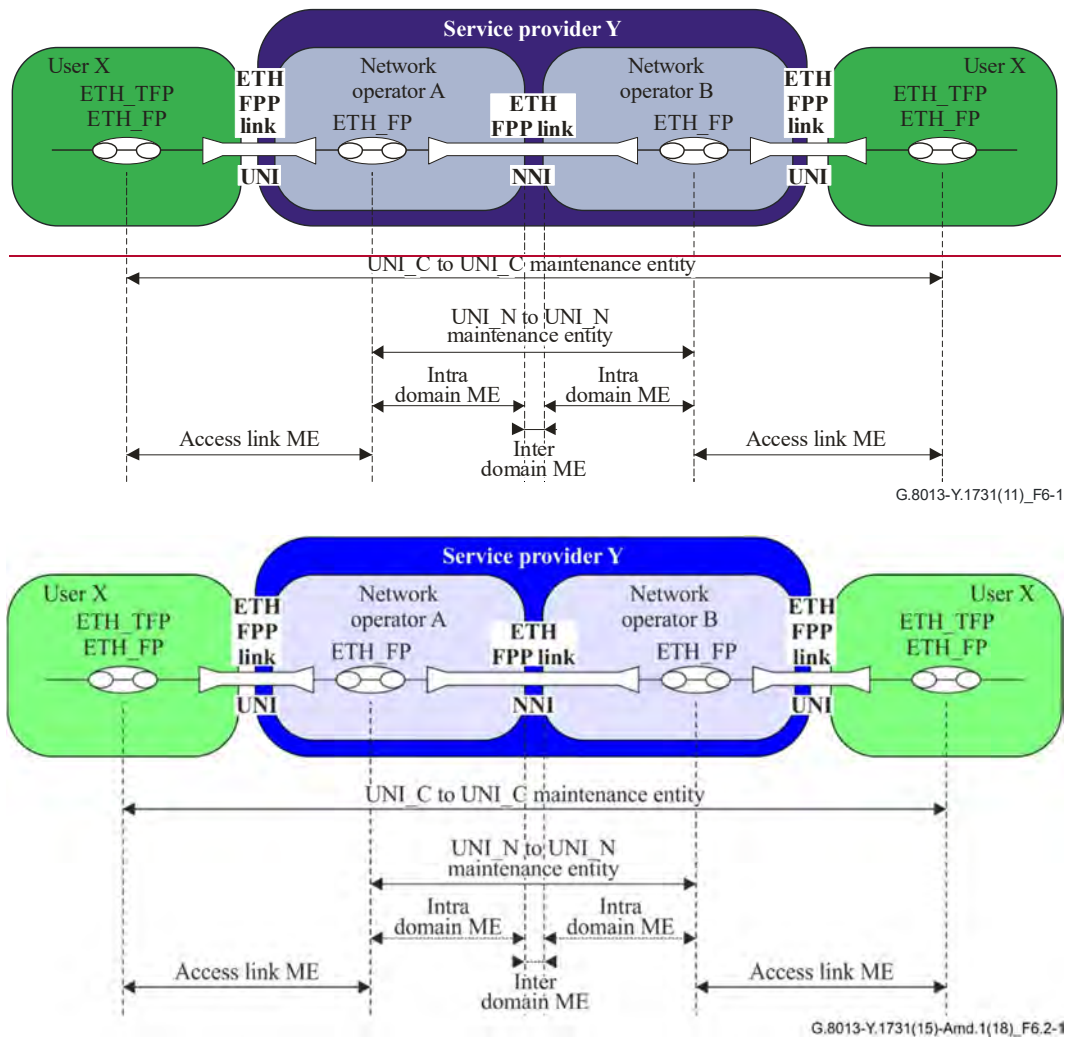 Service provider Y
User X
Network
operator A
Network
operator B
User X
ETH_TFP
ETH_FP
ETH
FPP
link
ETH_FP
ETH
FPP link
ETH_FP
ETH
FPP
link
ETH_TFP
ETH_FP
UNI
NNI
UNI
UNI_C to UNI_C maintenance entity
UNI_N to UNI_N
maintenance entity
Intra
domain ME
Intra
domain ME
Access link ME
Inter
domain ME
Access link ME
G.8013-Y.1731(11)_F6-1
Service provider Y
User X
Network
operator A
Network
operator B
User X
ETH_TFP
ETH_FP
ETH
FPP
link
ETH_FP
ETH
FPP link
ETH_FP
ETH
FPP
link
ETH_TFP
ETH_FP
UNI
NNI
UNI
UNI_C to UNI_C maintenance entity
UNI_N to UNI_N
maintenance entity
Intra
domain ME
Intra
domain ME
Access link ME
Inter
domain ME
Access link ME
G.8013-Y.1731(15)-Amd.1(18)_F6.2-1